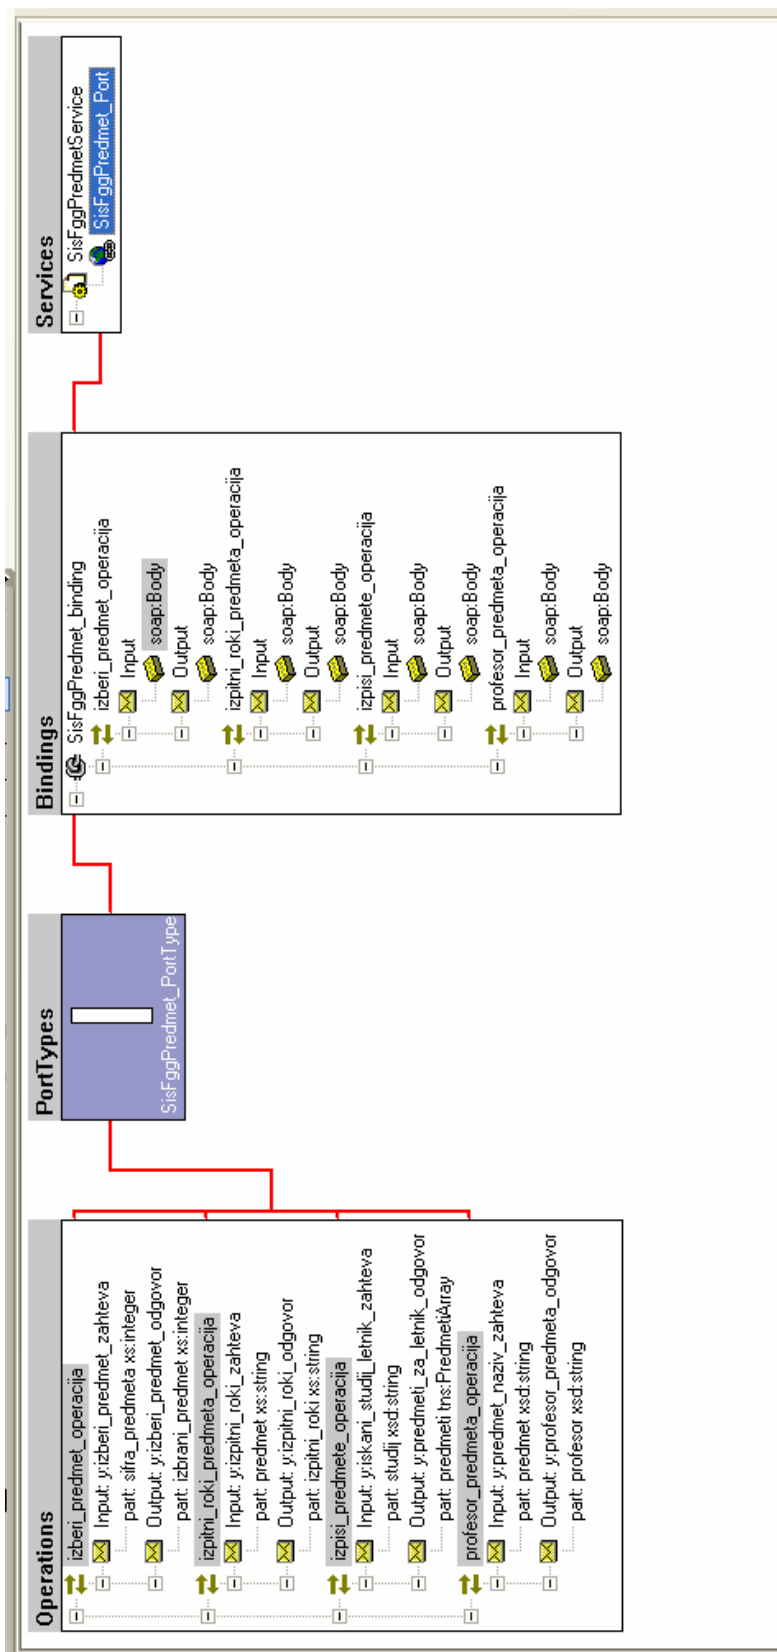 Operations
izberi_predmet_operacija
Input: y:izberi_predmet_zahteva
part: sifra_predmeta xs:integer
Output: y:izberi_predmet_odgovor
part: izbrani_predmet xs:integer
izpitni_roki_predmeta_operacija
Input: y:izpitni_roki_zahteva
part: predmet xs:string
Output: y:izpitni_roki_odgovor
part: izpitni_roki xs:string
izpisi_predmete_operacija
Input: y:iskani_studij_letnik_zahteva
part: studij xsd:string
Output: y:predmeti_za_letnik_odgovor
part: predmeti tns:PredmetiArray
profesor_predmeta_operacija
Input: y:predmet_naziv_zahteva
part: predmet xsd:string
Output: y:profesor_predmeta_odgovor
part: profesor xsd:string
PortTypes
SisFggPredmet_PortType
Bindings
SisFggPredmet_binding
izberi_predmet_operacija
Input
soap:Body
Output
soap:Body
izpitni_roki_predmeta_operacija
Input
soap:Body
Output
soap:Body
izpisi_predmete_operacija
Input
soap:Body
Output
soap:Body
profesor_predmeta_operacija
Input
soap:Body
Output
soap:Body
Services
SisFggPredmetService
SisFggPredmet_Port